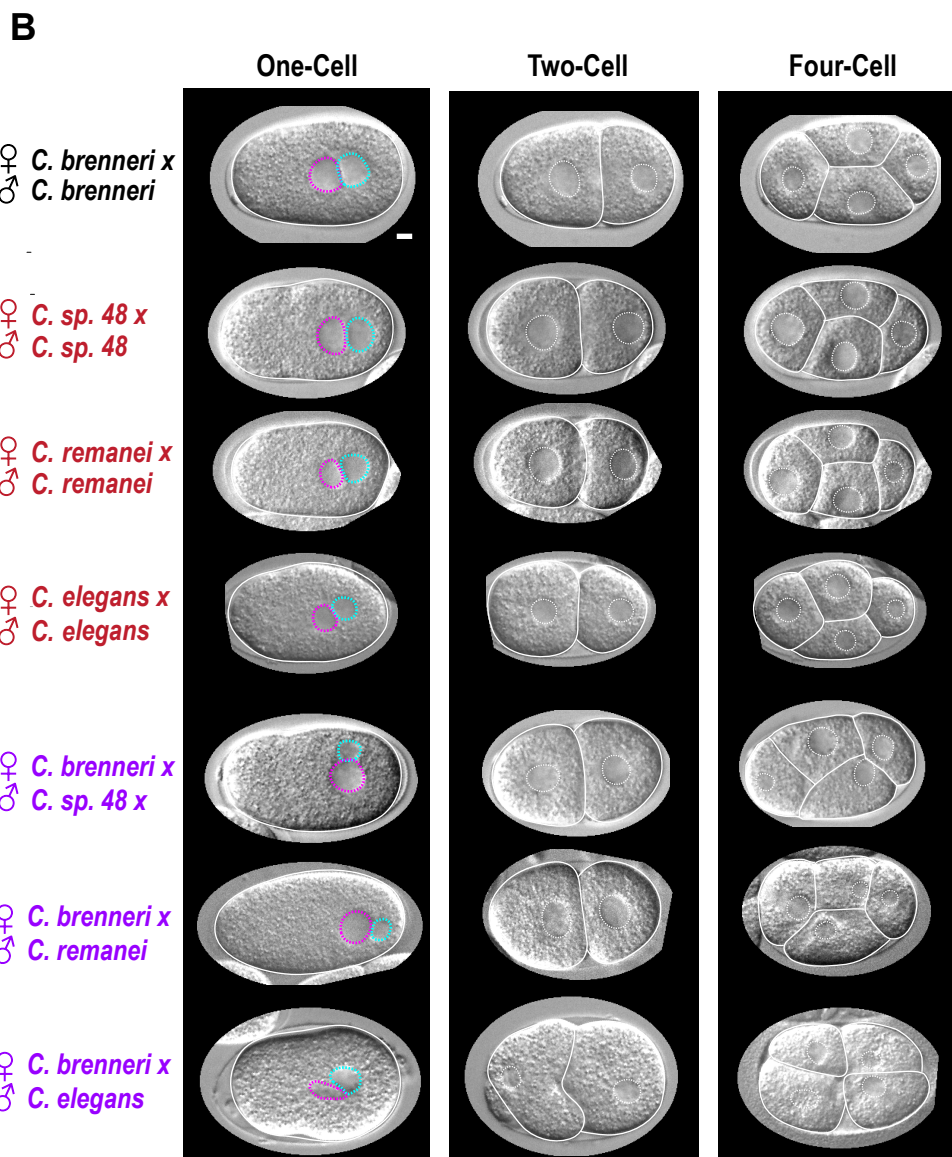 B
One-Cell Two-Cell Four-Cell
♀ C. brenneri x
♂ C. brenneri
♀ C. sp. 48 x
♂ C. sp. 48
♀ C. remanei x
♂ C. remanei
♀ C. elegans x
♂ C. elegans
♀ C. brenneri x
♂ C. sp. 48 x
♀ C. brenneri x
♂ C. remanei
♀ C. brenneri x
♂ C. elegans